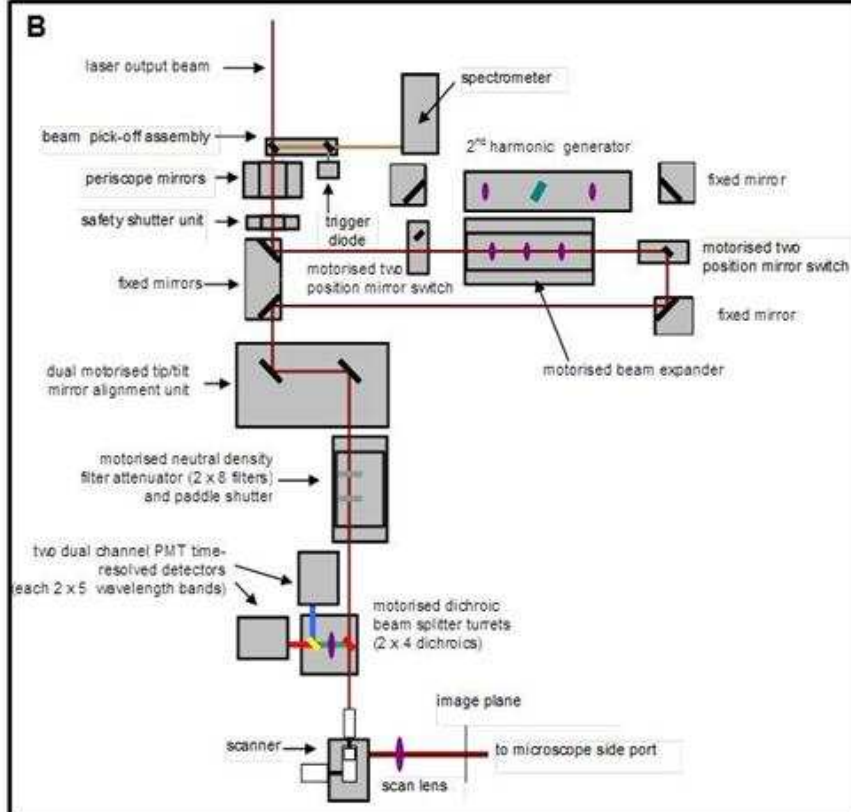 B
laser output beam
spectrometer
beam pick-off assembly
2nd harmonic generator
periscope mirrors
fixed mirror
safety shutter unit
trigger
diode
motorised two
position mirror switch
motorised two
position mirror switch
fixed mirrors
fixed mirror
motorised beam expander
dual motorised tip/tilt
mirror alignment unit
motorised neutral density
filter attenuator (2 x 8 filters)
and paddle shutter
two dual channel PMT time-
resolved detectors
(each 2 x 5 wavelength bands)
motorised dichroic
beam splitter turrets
(2 x 4 dichroics)
image plane
scanner
to microscope side port
scan lens